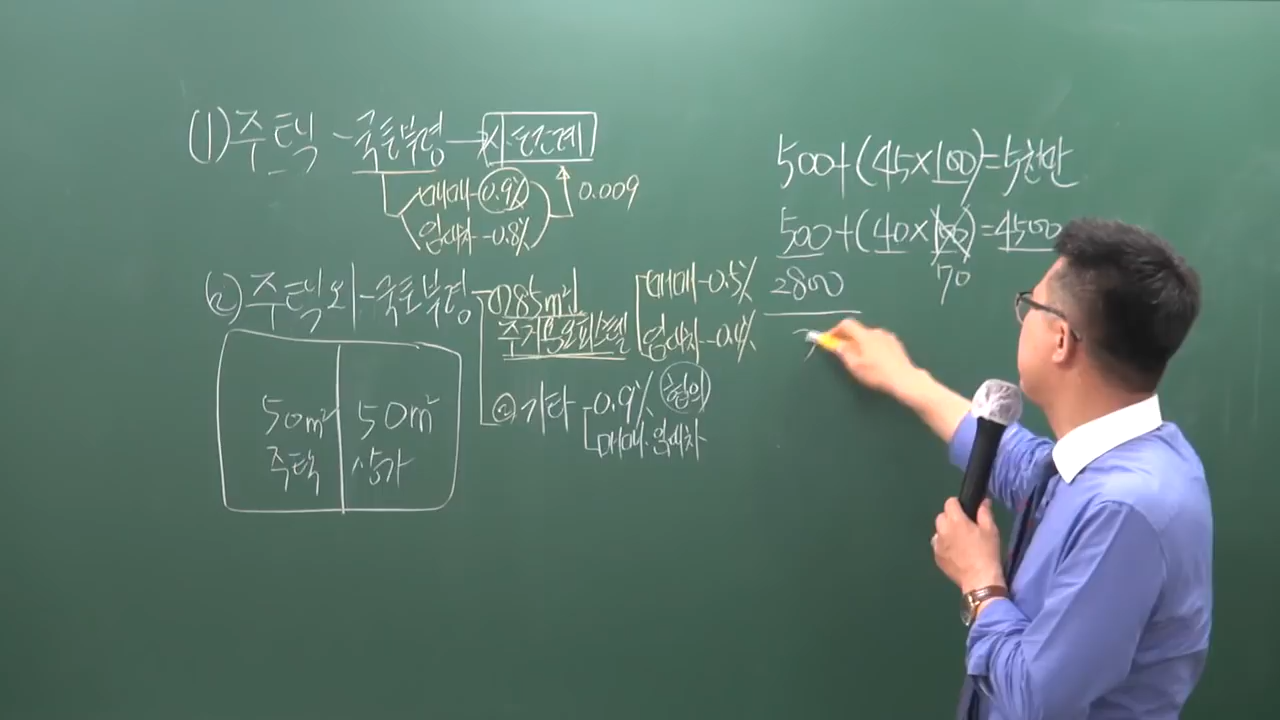 (1) 주택 - 국토부령 → 시·도조례
매매 - 0.9%
임대차 - 0.8%
0.009
(2) 주택외 - 국토부령
① 85m²↓
주거용오피스텔
매매 - 0.5%
임대차 - 0.4%
② 기타 - 0.9% 협의
매매·임대차
50m² 주택
50m² 상가
500+(45×100)=5천만
500+(40×100)=4500
70
2800